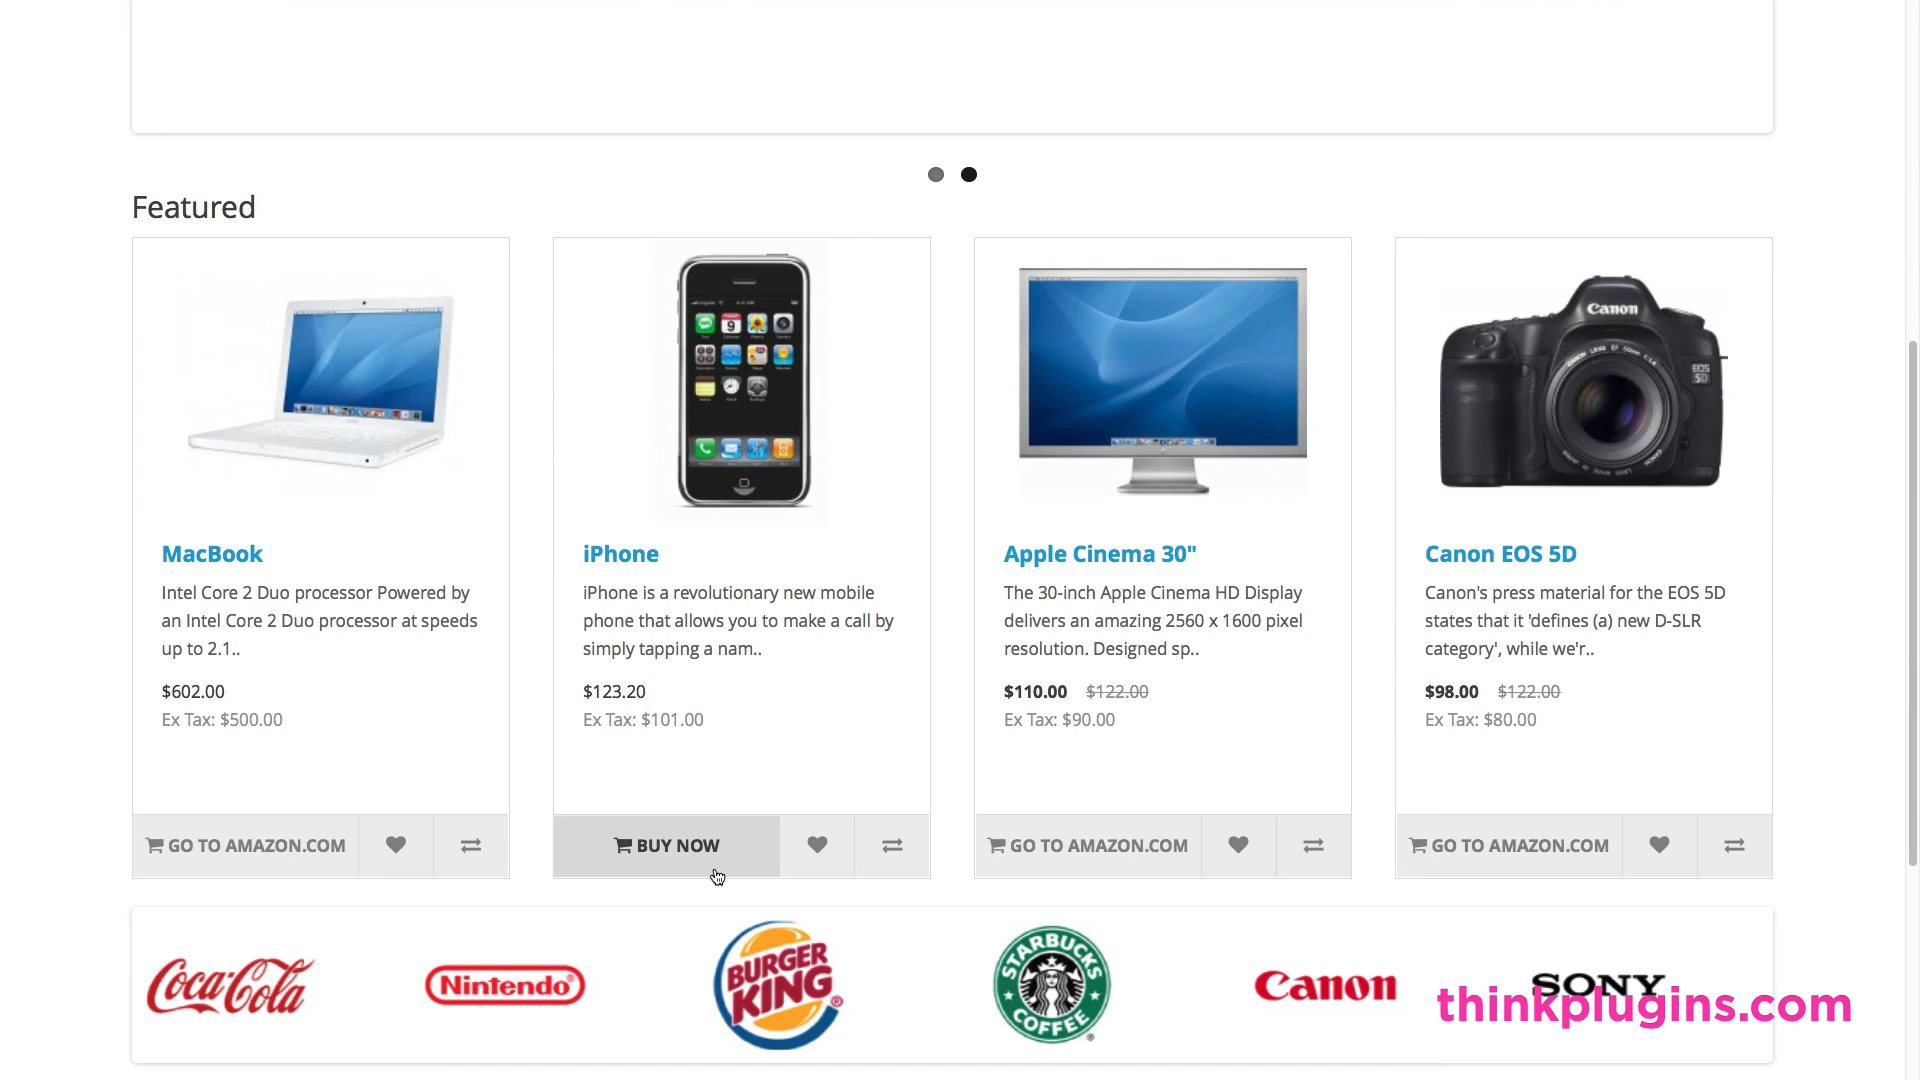 Featured
Canon
EOS
5D
MacBook
Intel Core 2 Duo processor Powered by
an Intel Core 2 Duo processor at speeds
up to 2.1..
$602.00
Ex Tax: $500.00
GO TO AMAZON.COM
iPhone
iPhone is a revolutionary new mobile
phone that allows you to make a call by
simply tapping a nam..
$123.20
Ex Tax: $101.00
BUY NOW
Apple Cinema 30"
The 30-inch Apple Cinema HD Display
delivers an amazing 2560 x 1600 pixel
resolution. Designed sp..
$110.00 $122.00
Ex Tax: $90.00
GO TO AMAZON.COM
Canon EOS 5D
Canon's press material for the EOS 5D
states that it 'defines (a) new D-SLR
category', while we'r..
$98.00 $122.00
Ex Tax: $80.00
GO TO AMAZON.COM
Coca-Cola
Nintendo®
BURGER
KING®
STARBUCKS
COFFEE®
Canon
SONY
thinkplugins.com